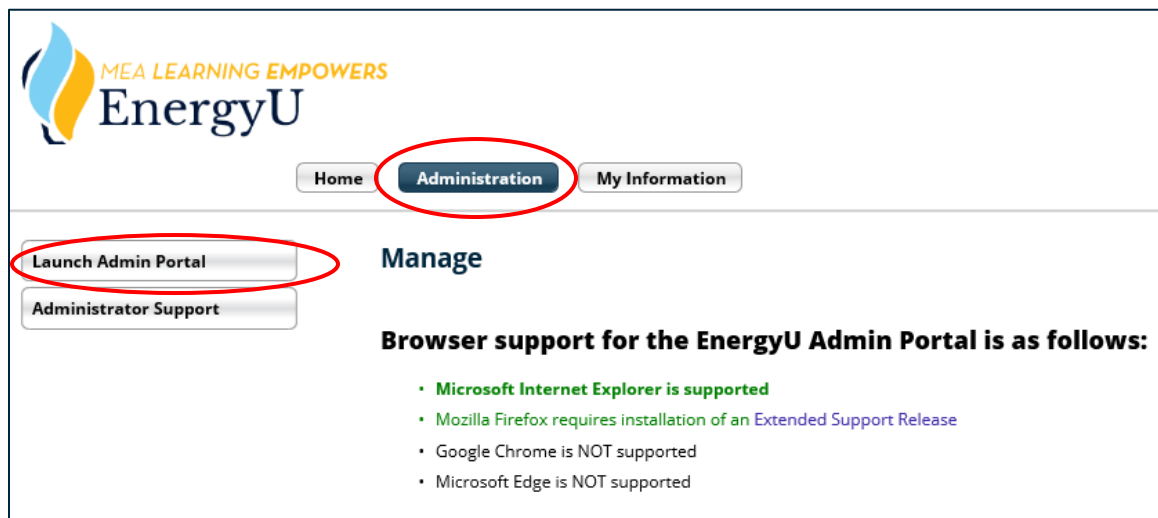 MEA LEARNING EMPOWERS
EnergyU
Home
Administration
My Information
Launch Admin Portal
Administrator Support
Manage
Browser support for the EnergyU Admin Portal is as follows:
• Microsoft Internet Explorer is supported
• Mozilla Firefox requires installation of an Extended Support Release
• Google Chrome is NOT supported
• Microsoft Edge is NOT supported